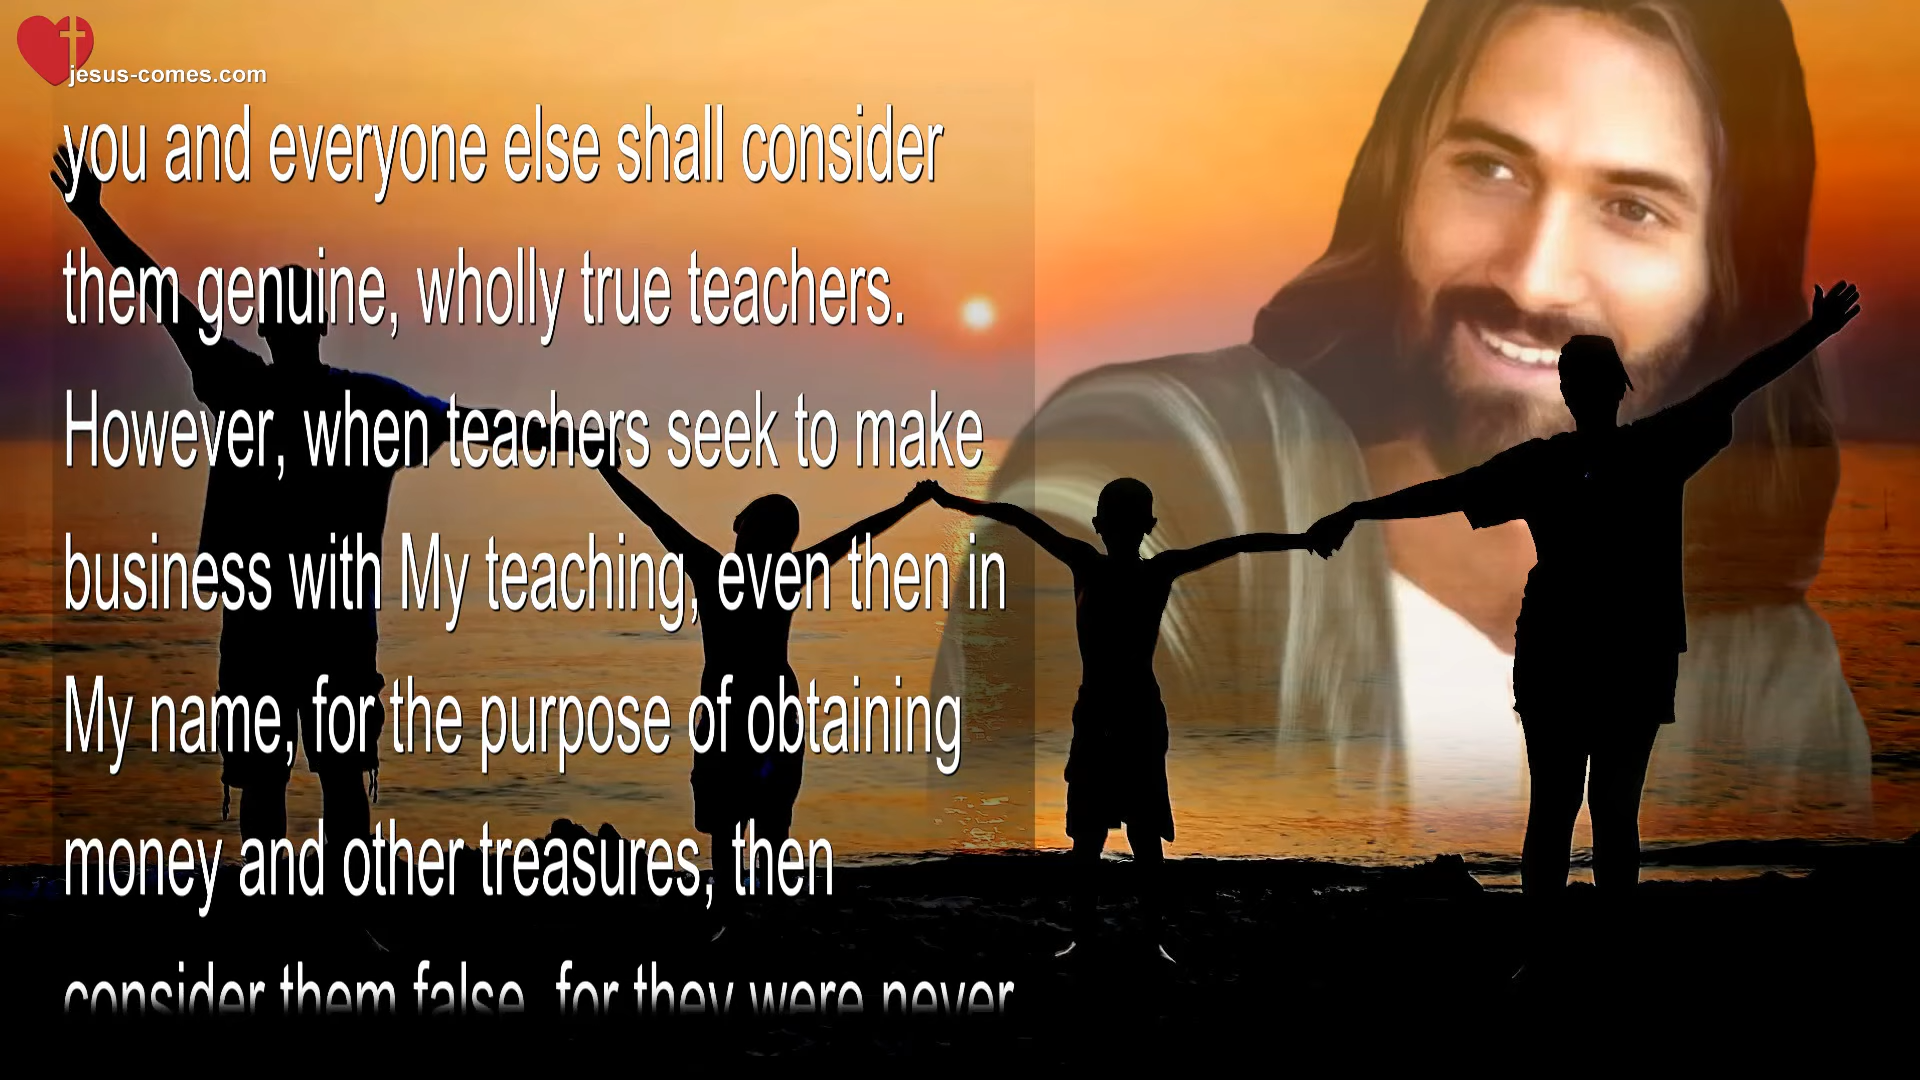 jesus-comes.com
you and everyone else shall consider
them genuine, wholly true teachers.
However, when teachers seek to make
business with My teaching, even then in
My name, for the purpose of obtaining
money and other treasures, then
consider them false, for they were never